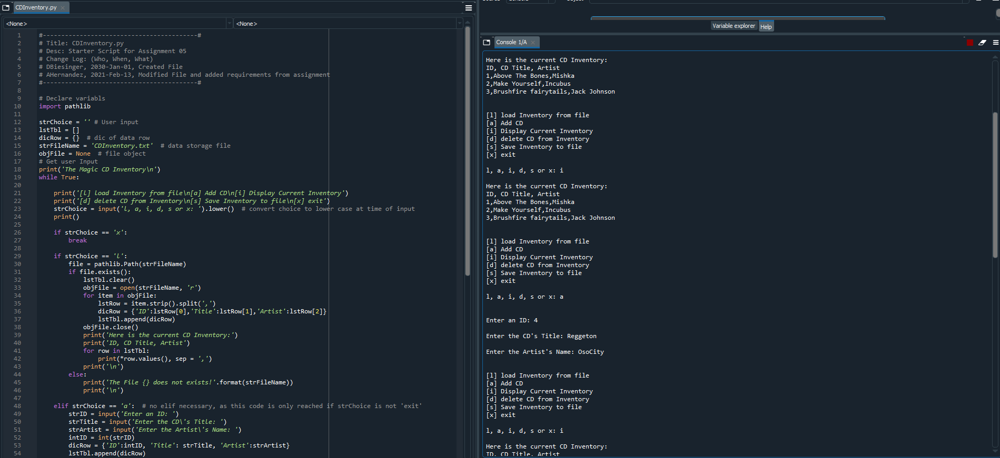 CDInventory.py
<None>
<None>
1 #------------------------------------------#
2 # Title: CDInventory.py
3 # Desc: Starter Script for Assignment 05
4 # Change Log: (Who, When, What)
5 # DBiesinger, 2030-Jan-01, Created File
6 # AHernandez, 2021-Feb-13, Modified File and added requirements from assignment
7 #------------------------------------------#
8
9 # Declare variabls
10 import pathlib
11
12 strChoice = '' # User input
13 lstTbl = []
14 dicRow = {}  # dic of data row
15 strFileName = 'CDInventory.txt'  # data storage file
16 objFile = None  # file object
17 # Get user Input
18 print('The Magic CD Inventory\n')
19 while True:
20
21     print('[l] load Inventory from file\n[a] Add CD\n[i] Display Current Inventory')
22     print('[d] delete CD from Inventory\n[s] Save Inventory to file\n[x] exit')
23     strChoice = input('l, a, i, d, s or x: ').lower()  # convert choice to lower case at time of input
24     print()
25
26     if strChoice == 'x':
27         break
28
29     if strChoice == 'l':
30         file = pathlib.Path(strFileName)
31         if file.exists():
32             lstTbl.clear()
33             objFile = open(strFileName, 'r')
34             for item in objFile:
35                 lstRow = item.strip().split(',')
36                 dicRow = {'ID':lstRow[0],'Title':lstRow[1],'Artist':lstRow[2]}
37                 lstTbl.append(dicRow)
38             objFile.close()
39             print('Here is the current CD Inventory:')
40             print('ID, CD Title, Artist')
41             for row in lstTbl:
42                 print(*row.values(), sep = ',')
43             print('\n')
44         else:
45             print('The File {} does not exists!'.format(strFileName))
46             print('\n')
47
48     elif strChoice == 'a':  # no elif necessary, as this code is only reached if strChoice is not 'exit'
49         strID = input('Enter an ID: ')
50         strTitle = input('Enter the CD\'s Title: ')
51         strArtist = input('Enter the Artist\'s Name: ')
52         intID = int(strID)
53         dicRow = {'ID':intID, 'Title': strTitle, 'Artist':strArtist}
54         lstTbl.append(dicRow)
Variable explorer Help
Console 1/A
Here is the current CD Inventory:
ID, CD Title, Artist
1,Above The Bones,Mishka
2,Make Yourself,Incubus
3,Brushfire fairytails,Jack Johnson
[l] load Inventory from file
[a] Add CD
[i] Display Current Inventory
[d] delete CD from Inventory
[s] Save Inventory to file
[x] exit
l, a, i, d, s or x: i
Here is the current CD Inventory:
ID, CD Title, Artist
1,Above The Bones,Mishka
2,Make Yourself,Incubus
3,Brushfire fairytails,Jack Johnson
[l] load Inventory from file
[a] Add CD
[i] Display Current Inventory
[d] delete CD from Inventory
[s] Save Inventory to file
[x] exit
l, a, i, d, s or x: a
Enter an ID: 4
Enter the CD's Title: Reggeton
Enter the Artist's Name: OsoCity
[l] load Inventory from file
[a] Add CD
[i] Display Current Inventory
[d] delete CD from Inventory
[s] Save Inventory to file
[x] exit
l, a, i, d, s or x: i
Here is the current CD Inventory:
ID, CD Title, Artist